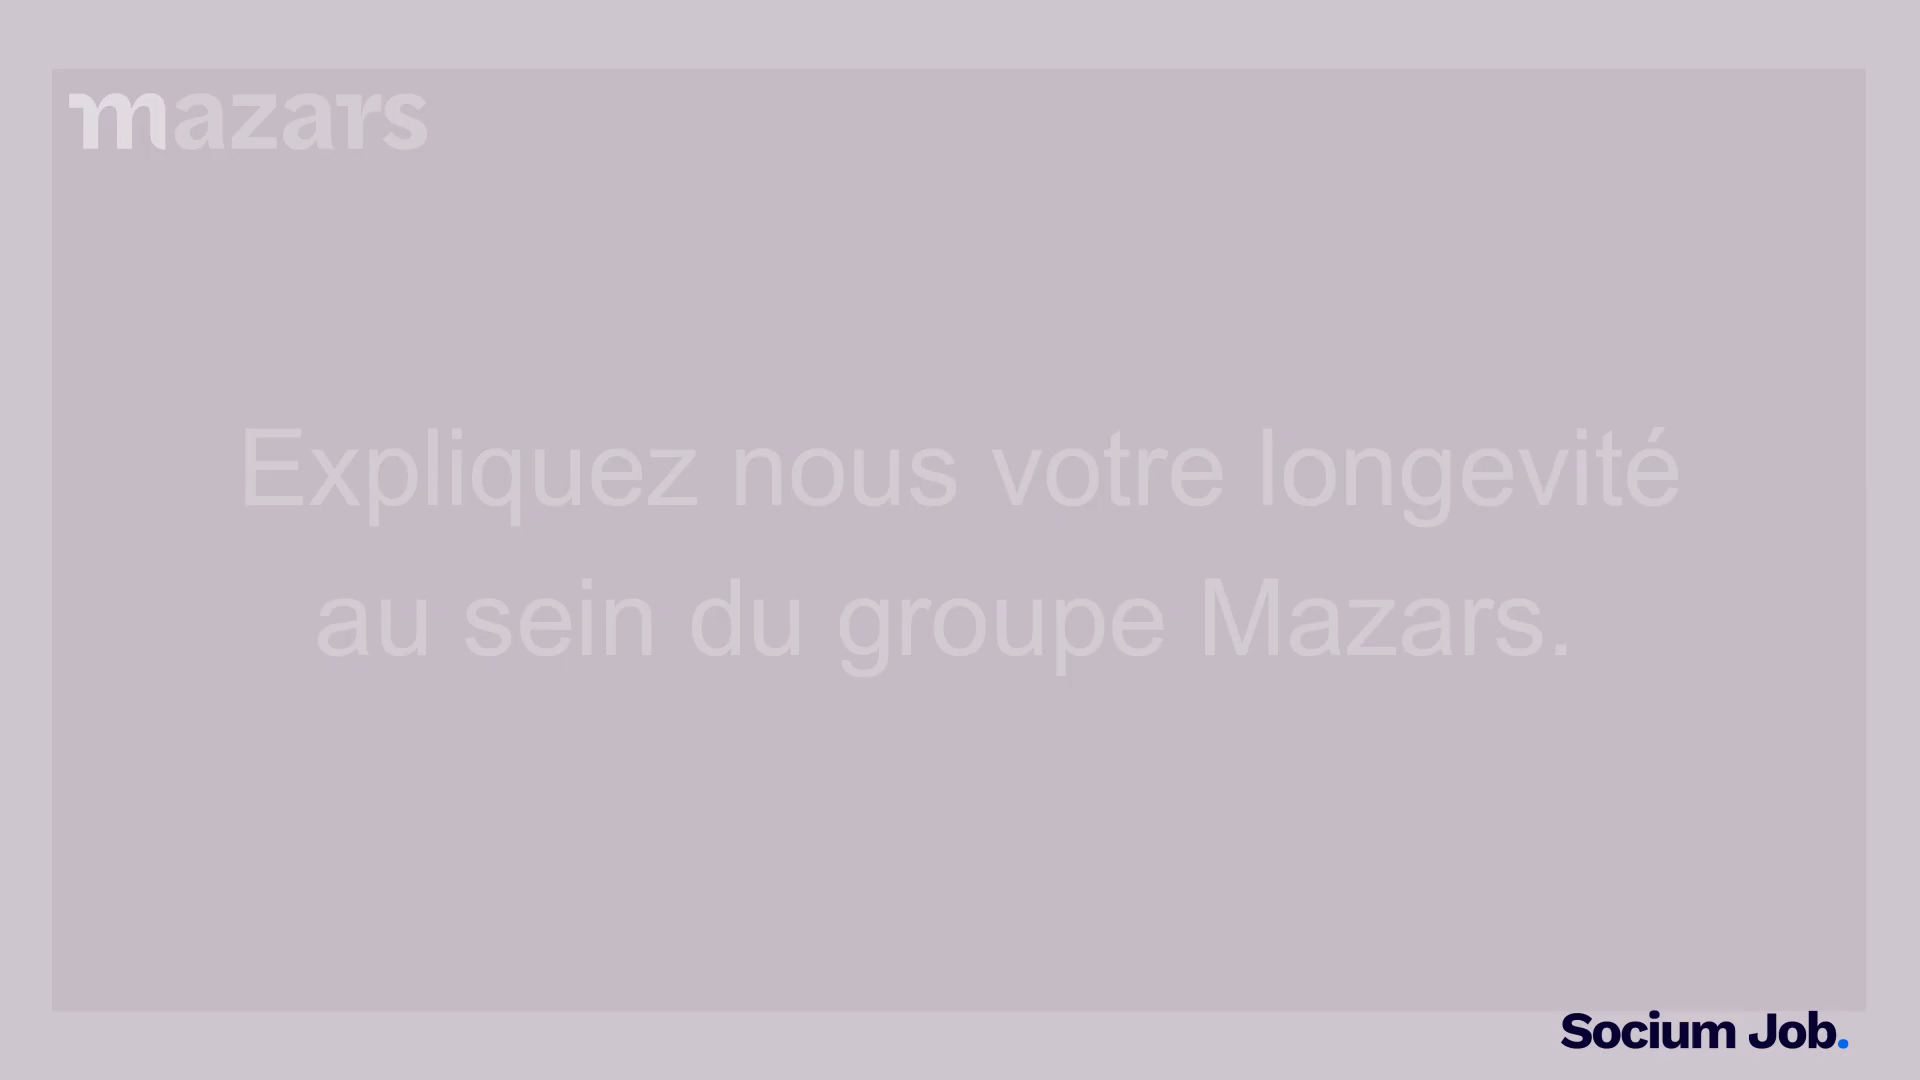 mazars
Expliquez nous votre longevité
au sein du groupe Mazars.
Socium Job.